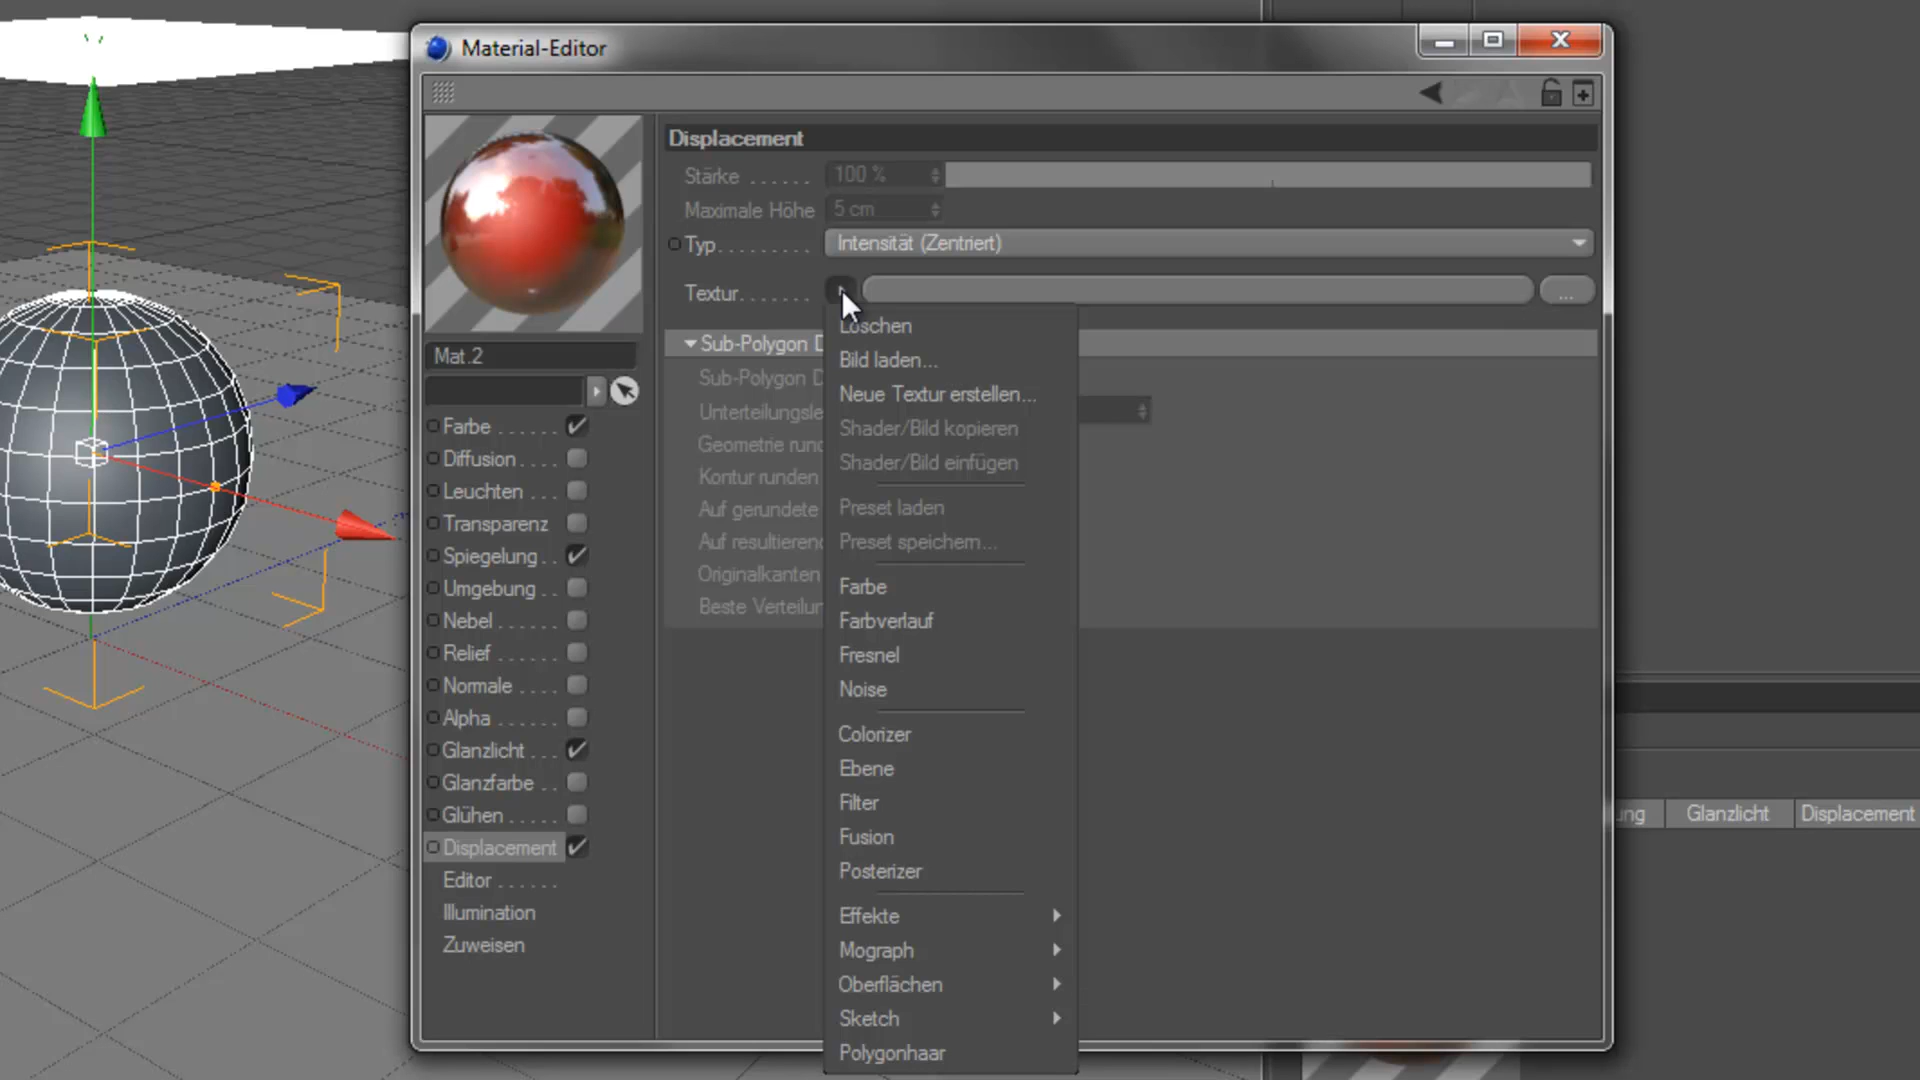 Material-Editor
Displacement
Stärke ...... 100 %
Maximale Höhe 5 cm
Typ......... Intensität (Zentriert)
Textur....... ...
Löschen
Bild laden...
Neue Textur erstellen...
Shader/Bild kopieren
Shader/Bild einfügen
Preset laden
Preset speichern...
Farbe
Farbverlauf
Fresnel
Noise
Colorizer
Ebene
Filter
Fusion
Posterizer
Effekte
Mograph
Oberflächen
Sketch
Polygonhaar
Sub-Polygon D
Sub-Polygon D
Unterteilungsle
Geometrie rund
Kontur runden
Auf gerundete
Auf resultierend
Originalkanten
Beste Verteilun
Mat.2
Farbe ......
Diffusion ....
Leuchten ...
Transparenz
Spiegelung ..
Umgebung ..
Nebel ......
Relief ......
Normale ....
Alpha ......
Glanzlicht ...
Glanzfarbe ..
Glühen .....
Displacement
Editor ......
Illumination
Zuweisen
ung Glanzlicht Displacement